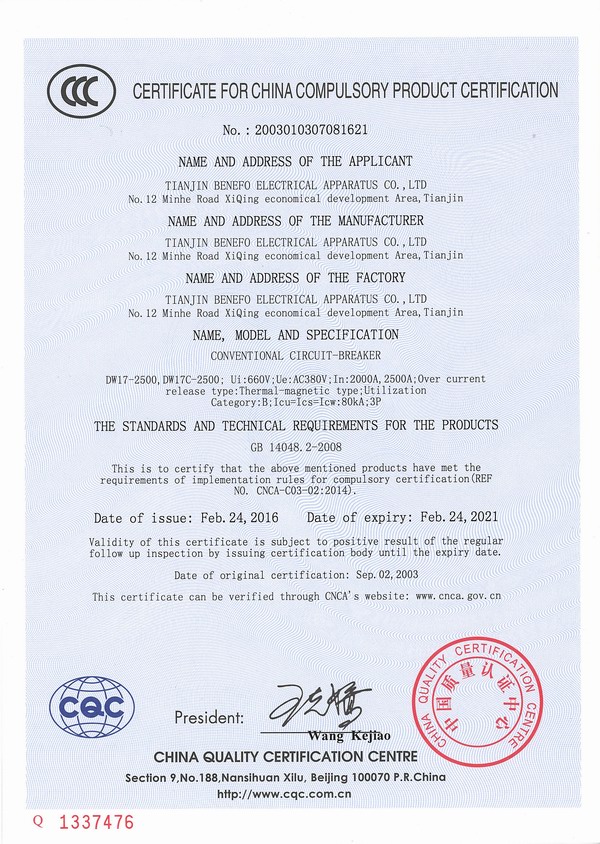 CCC
CERTIFICATE FOR CHINA COMPULSORY PRODUCT CERTIFICATION
No. : 2003010307081621
NAME AND ADDRESS OF THE APPLICANT
TIANJIN BENEFO ELECTRICAL APPARATUS CO. , LTD
No. 12 Minhe Road XiQing economical development Area, Tianjin
NAME AND ADDRESS OF THE MANUFACTURER
TIANJIN BENEFO ELECTRICAL APPARATUS CO. , LTD
No. 12 Minhe Road XiQing economical development Area, Tianjin
NAME AND ADDRESS OF THE FACTORY
TIANJIN BENEFO ELECTRICAL APPARATUS CO. , LTD
No. 12 Minhe Road XiQing economical development Area, Tianjin
NAME, MODEL AND SPECIFICATION
CONVENTIONAL CIRCUIT-BREAKER
DW17-2500, DW17C-2500; Ui:660V;Ue:AC380V;In:2000A, 2500A;Over current
release type:Thermal-magnetic type;Utilization
Category:B;Icu=Ics=Icw:80kA;3P
THE STANDARDS AND TECHNICAL REQUIREMENTS FOR THE PRODUCTS
GB 14048.2-2008
This is to certify that the above mentioned products have met the
requirements of implementation rules for compulsory certification(REF
NO. CNCA-C03-02:2014).
Date of issue: Feb. 24, 2016 Date of expiry: Feb. 24, 2021
Validity of this certificate is subject to positive result of the regular
follow up inspection by issuing certification body until the expiry date.
Date of original certification: Sep. 02, 2003
This certificate can be verified through CNCA's website: www.cnca.gov.cn
CQC
President: 王克娇
Wang Kejiao
CHINA QUALITY CERTIFICATION CENTRE
中国质量认证中心
CHINA QUALITY CERTIFICATION CENTRE
Section 9,No.188,Nansihuan Xilu, Beijing 100070 P.R.China
http://www.cqc.com.cn
Q 1337476